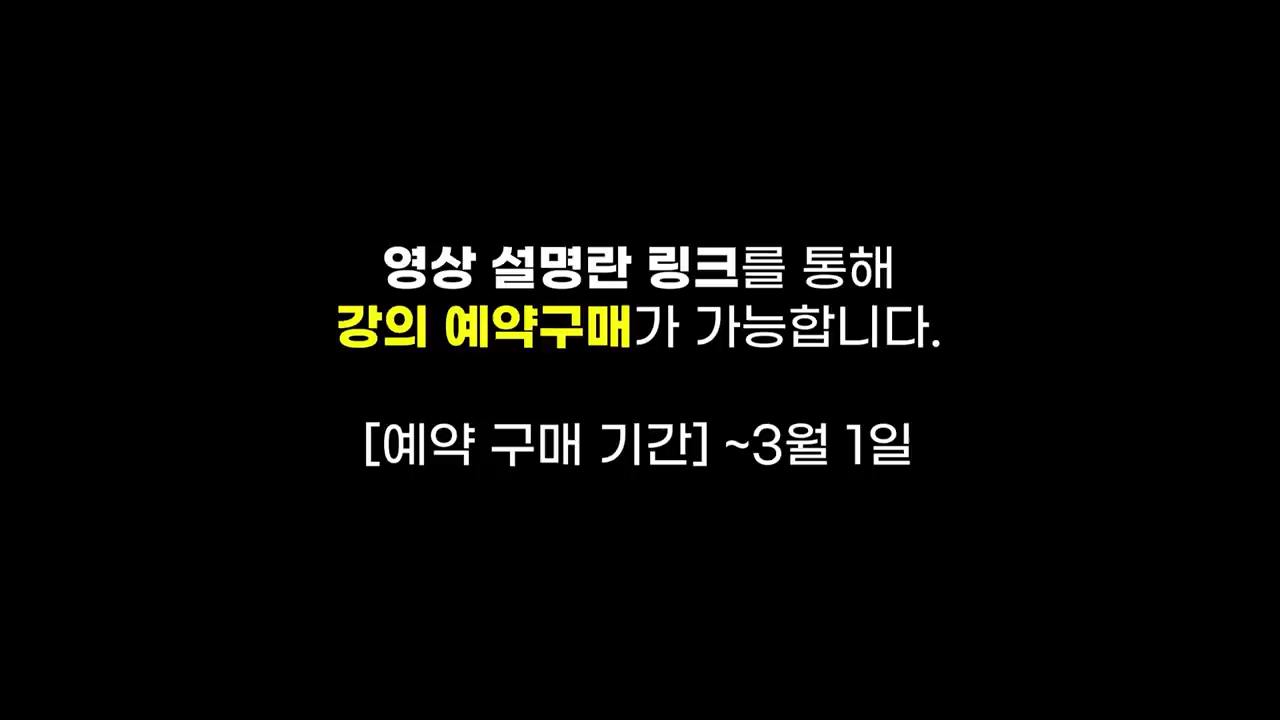 영상 설명란 링크를 통해
강의 예약구매가 가능합니다.
[예약 구매 기간] ~3월 1일